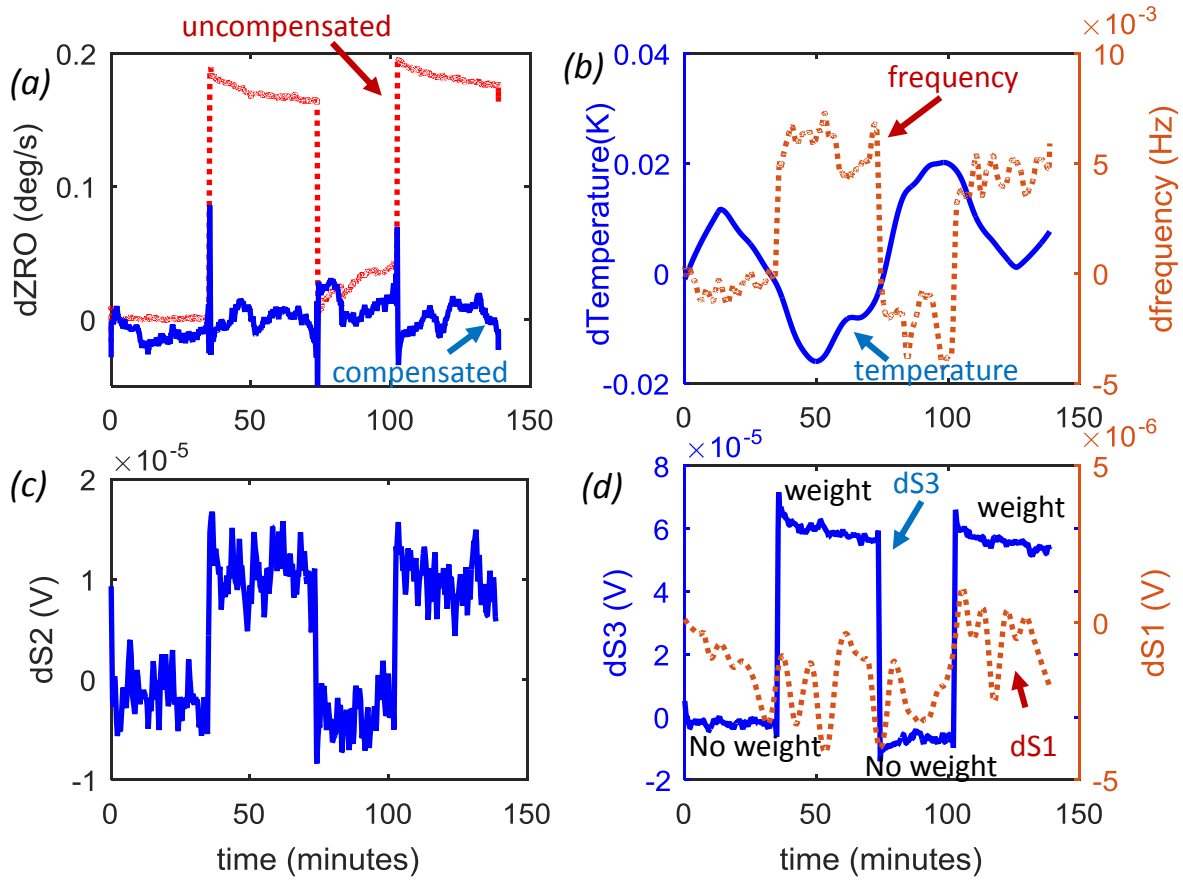 (a)
uncompensated
dZRO (deg/s)
0.2
0.1
0
compensated
0
50
100
150
(b)
×10⁻³
dTemperature(K)
0.04
0.02
0
-0.02
frequency
temperature
dfrequency (Hz)
10
5
0
-5
0
50
100
150
(c)
×10⁻⁵
dS2 (V)
2
1
0
-1
0
50
100
150
time (minutes)
(d)
×10⁻⁵
×10⁻⁶
dS3 (V)
8
6
4
2
0
-2
weight
dS3
weight
No weight
No weight
dS1
dS1 (V)
5
0
-5
0
50
100
150
time (minutes)